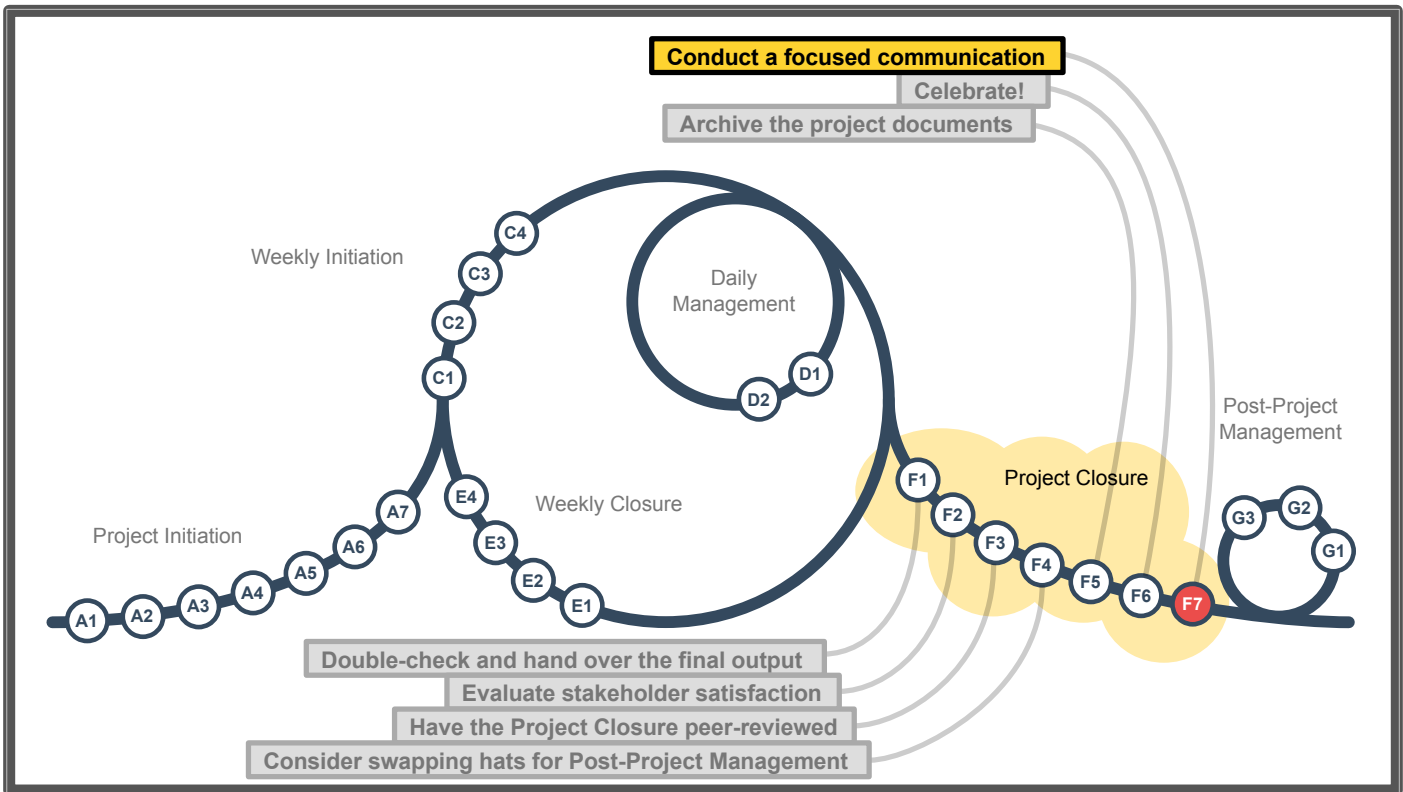 Conduct a focused communication
Celebrate!
Archive the project documents
Weekly Initiation
C4
C3
C2
C1
Daily
Management
D1
D2
Post-Project
Management
Project Closure
F1
F2
F3
F4
F5
F6
F7
G3
G2
G1
Weekly Closure
E4
E3
E2
E1
Project Initiation
A7
A6
A5
A4
A3
A2
A1
Double-check and hand over the final output
Evaluate stakeholder satisfaction
Have the Project Closure peer-reviewed
Consider swapping hats for Post-Project Management